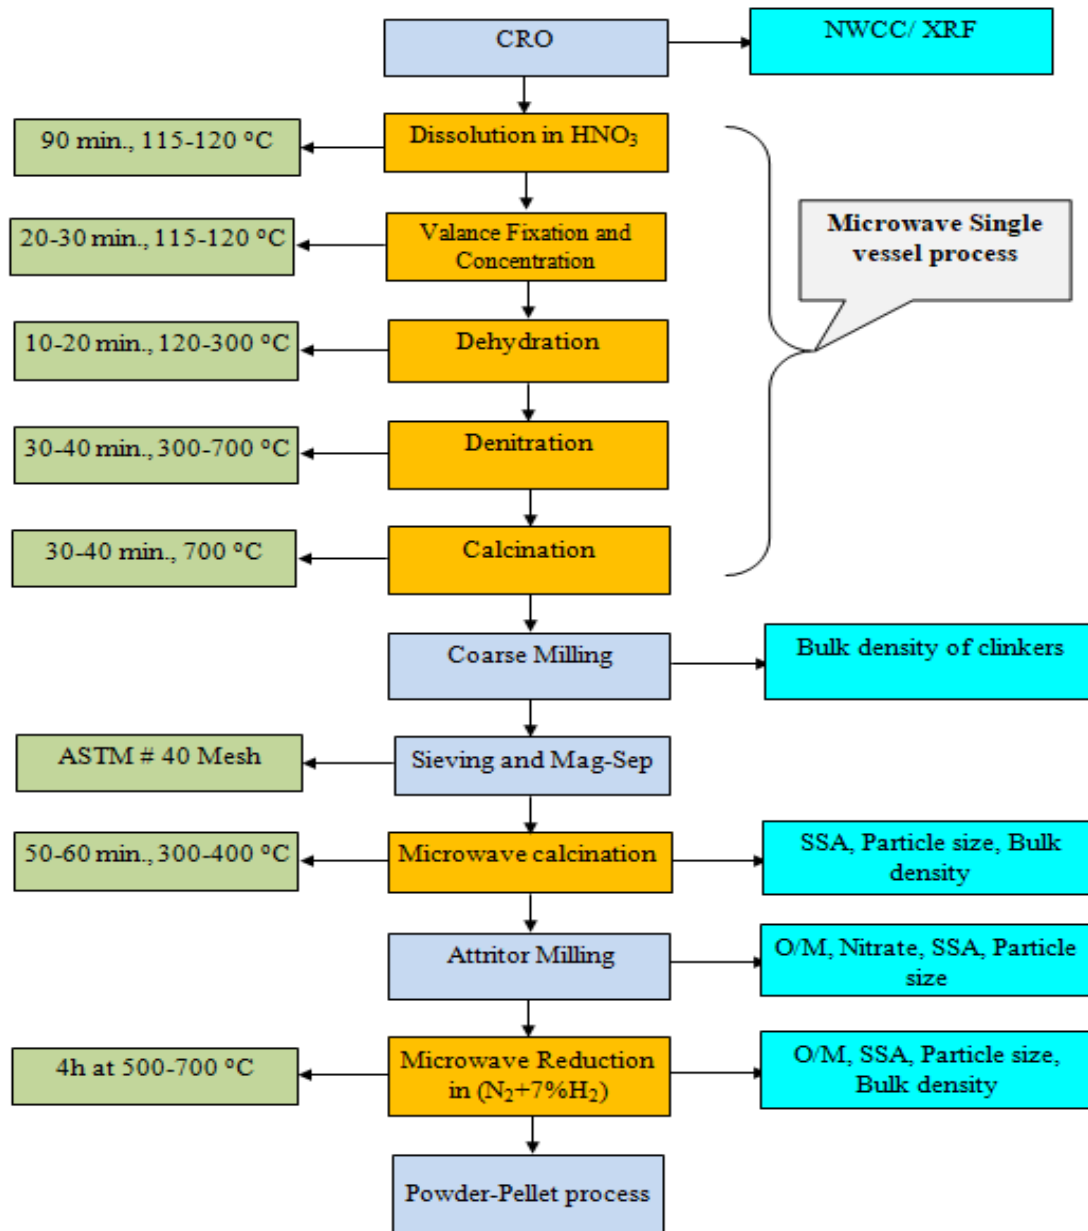 CRO
NWCC/ XRF
90 min., 115-120 °C
Dissolution in HNO₃
20-30 min., 115-120 °C
Valance Fixation and
Concentration
Microwave Single
vessel process
10-20 min., 120-300 °C
Dehydration
30-40 min., 300-700 °C
Denitration
30-40 min., 700 °C
Calcination
Coarse Milling
Bulk density of clinkers
ASTM # 40 Mesh
Sieving and Mag-Sep
50-60 min., 300-400 °C
Microwave calcination
SSA, Particle size, Bulk
density
Attritor Milling
O/M, Nitrate, SSA, Particle
size
4h at 500-700 °C
Microwave Reduction
in (N₂+7%H₂)
O/M, SSA, Particle size,
Bulk density
Powder-Pellet process